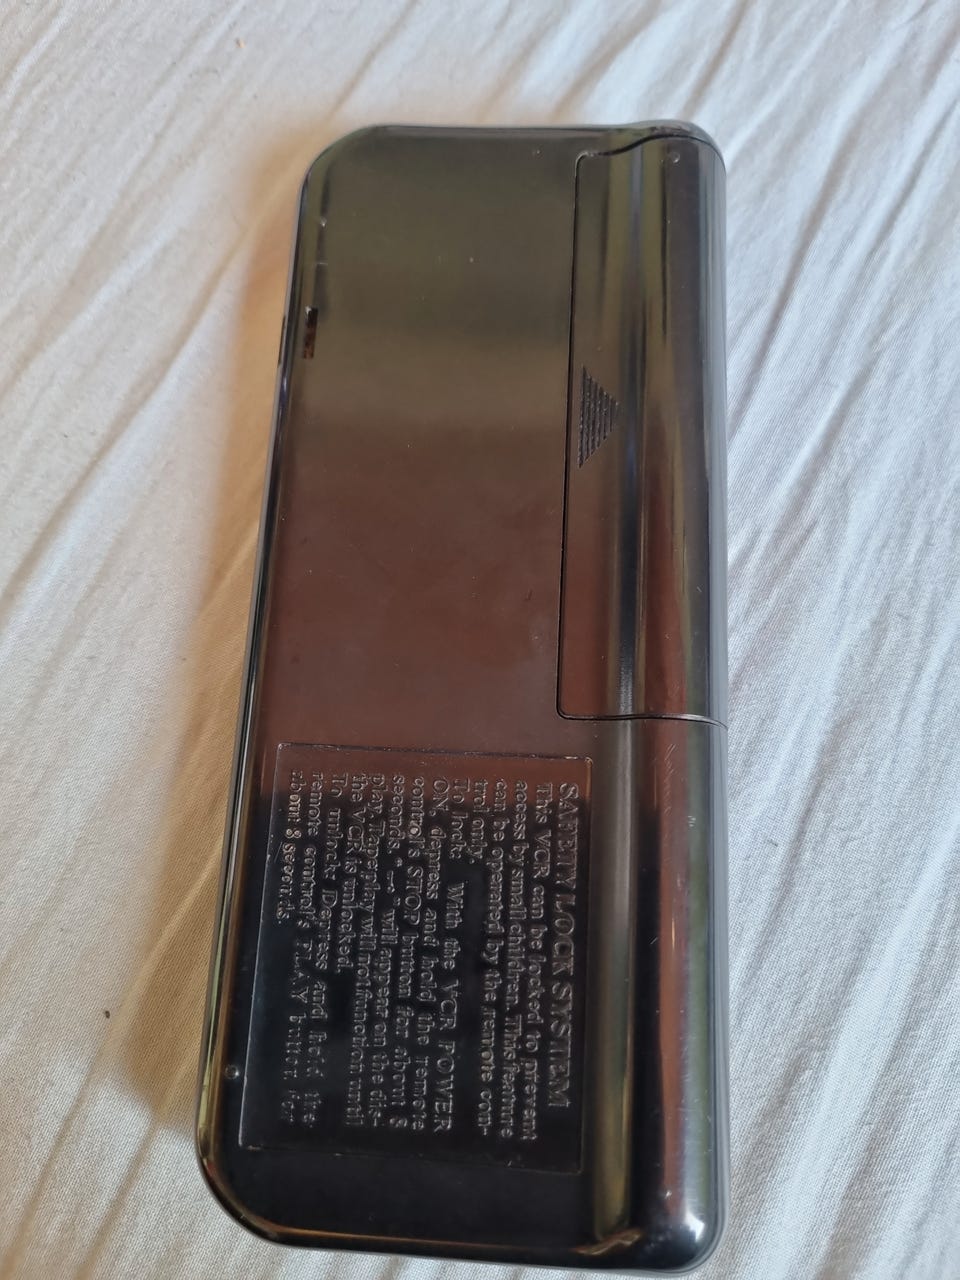 SAFETY LOCK SYSTEM
This VCR can be locked to prevent
access by small children. This feature
can be operated by the remote con-
trol only.
To lock: With the VCR POWER
ON, depress and hold the remote
control's STOP button for about 8
seconds. "
" will appear on the dis-
play. Tape play will not function until
the VCR is unlocked.
To unlock: Depress and hold the
remote control's PLAY button for
about 8 seconds.